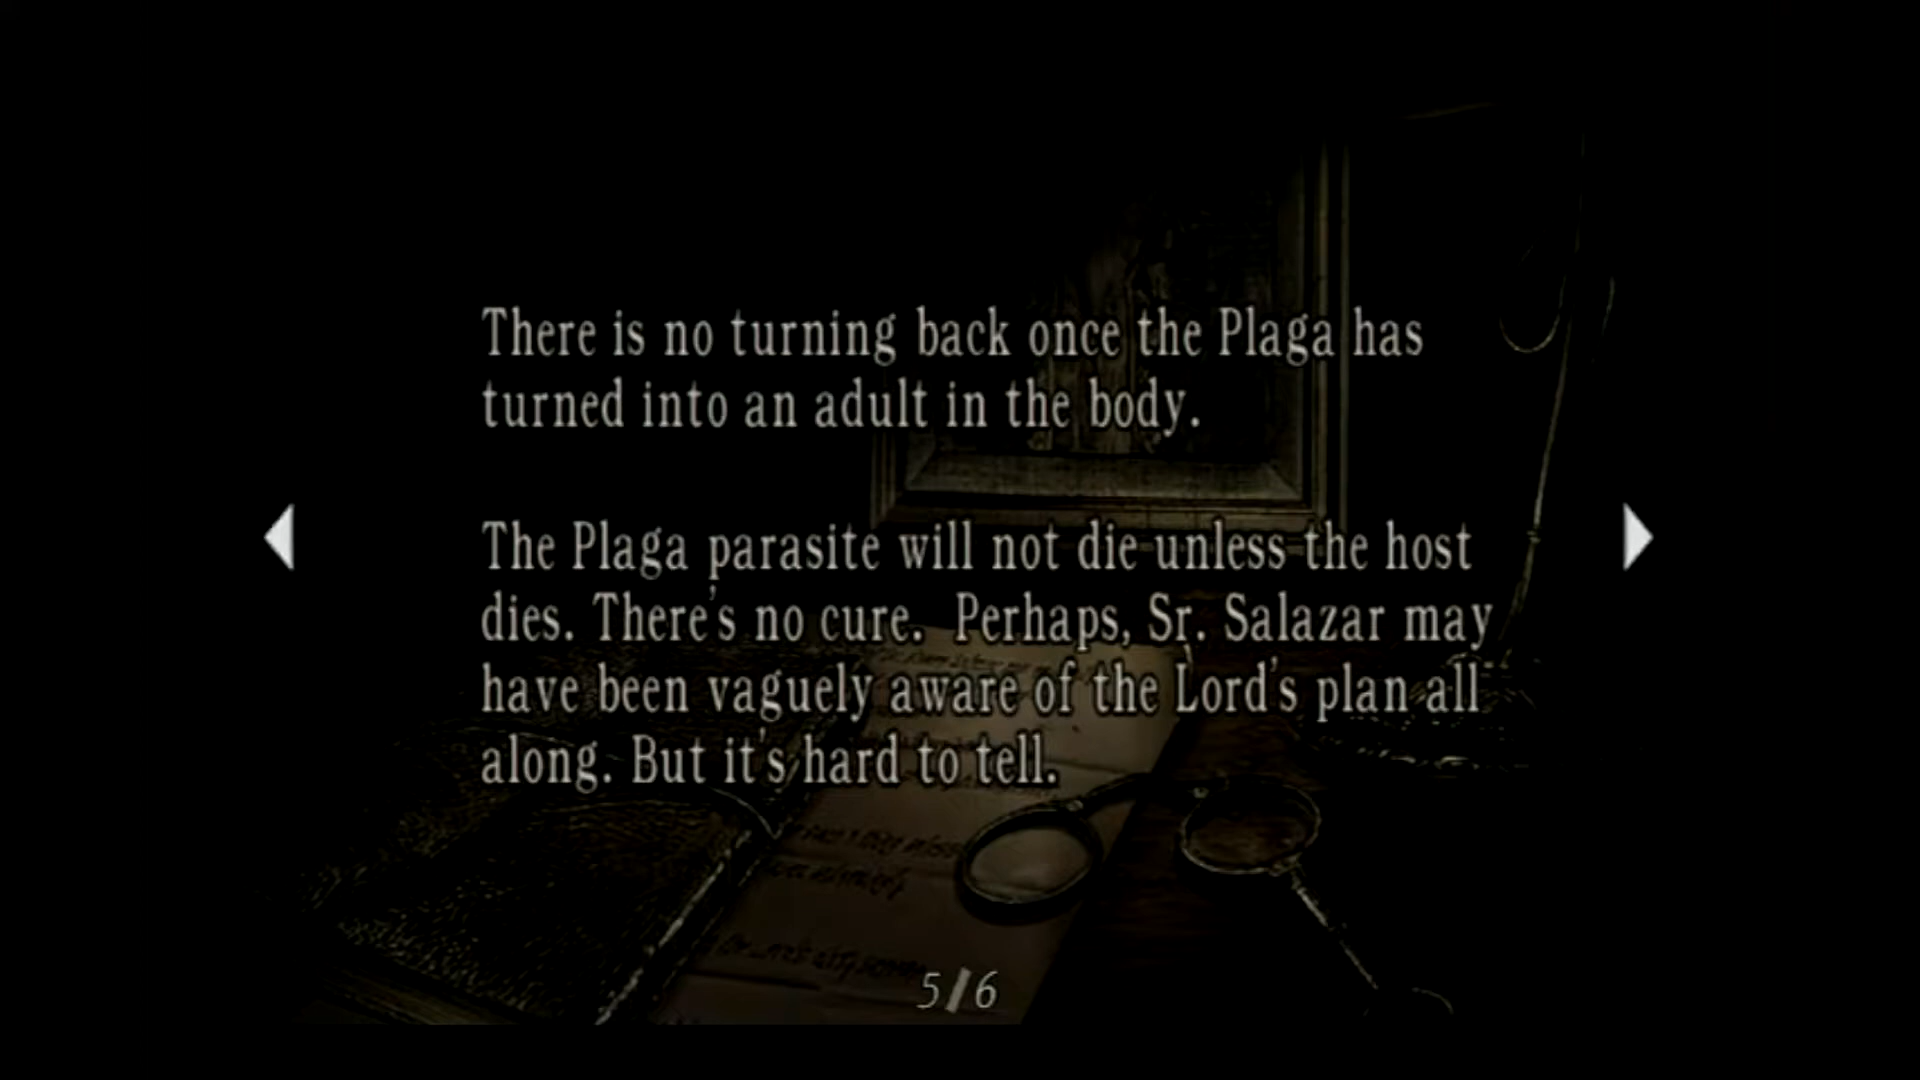 There is no turning back once the Plaga has
turned into an adult in the body.
The Plaga parasite will not die unless the host
dies. There's no cure.  Perhaps, Sr. Salazar may
have been vaguely aware of the Lord's plan all
along. But it's hard to tell.
5/6